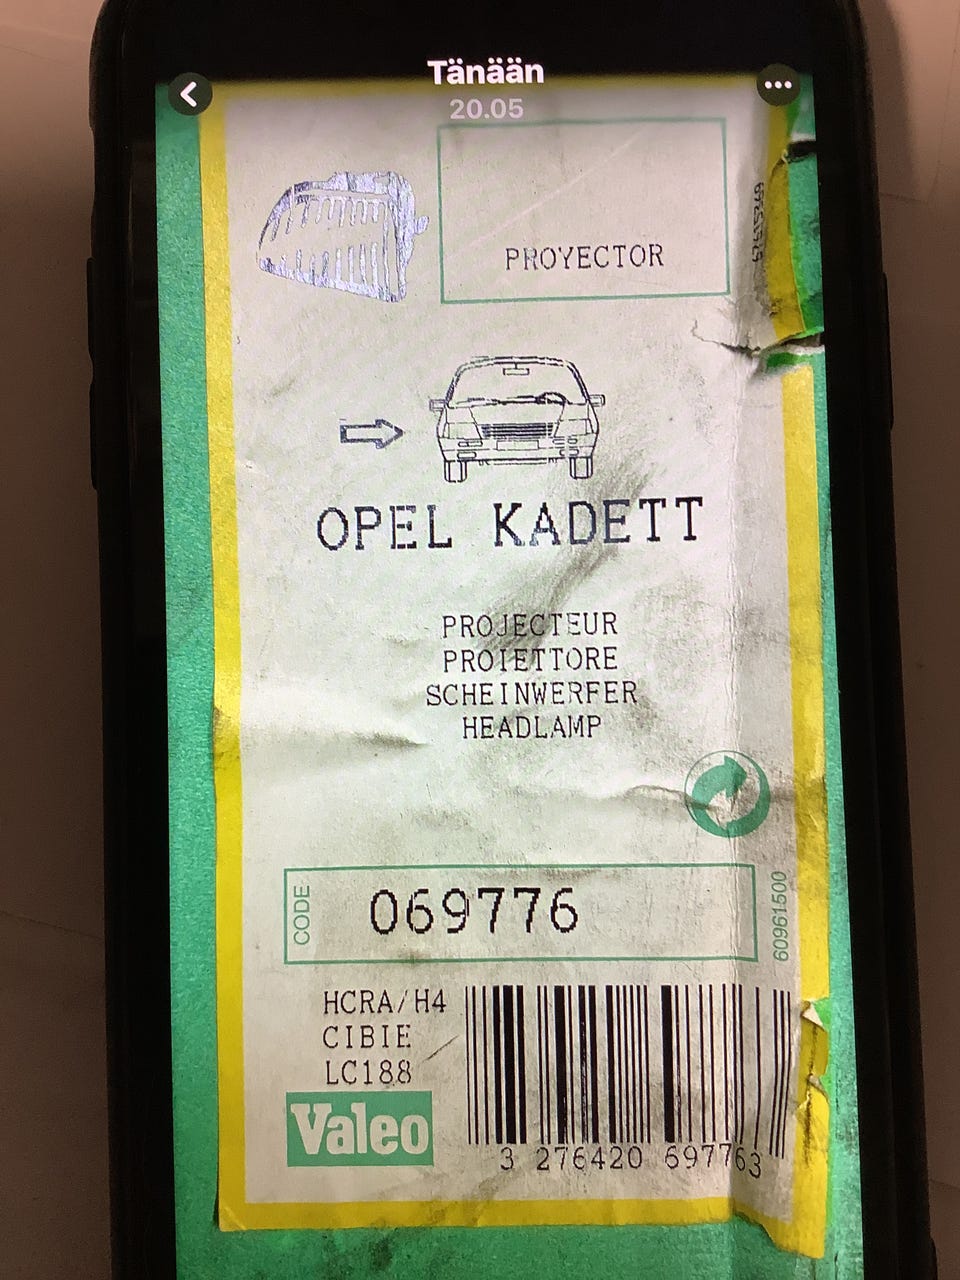 Tänään
20.05
PROYECTOR
OPEL KADETT
PROJECTEUR
PROIETTORE
SCHEINWERFER
HEADLAMP
CODE
069776
60961500
HCRA/H4
CIBIE
LC188
Valeo
3 276420 697763